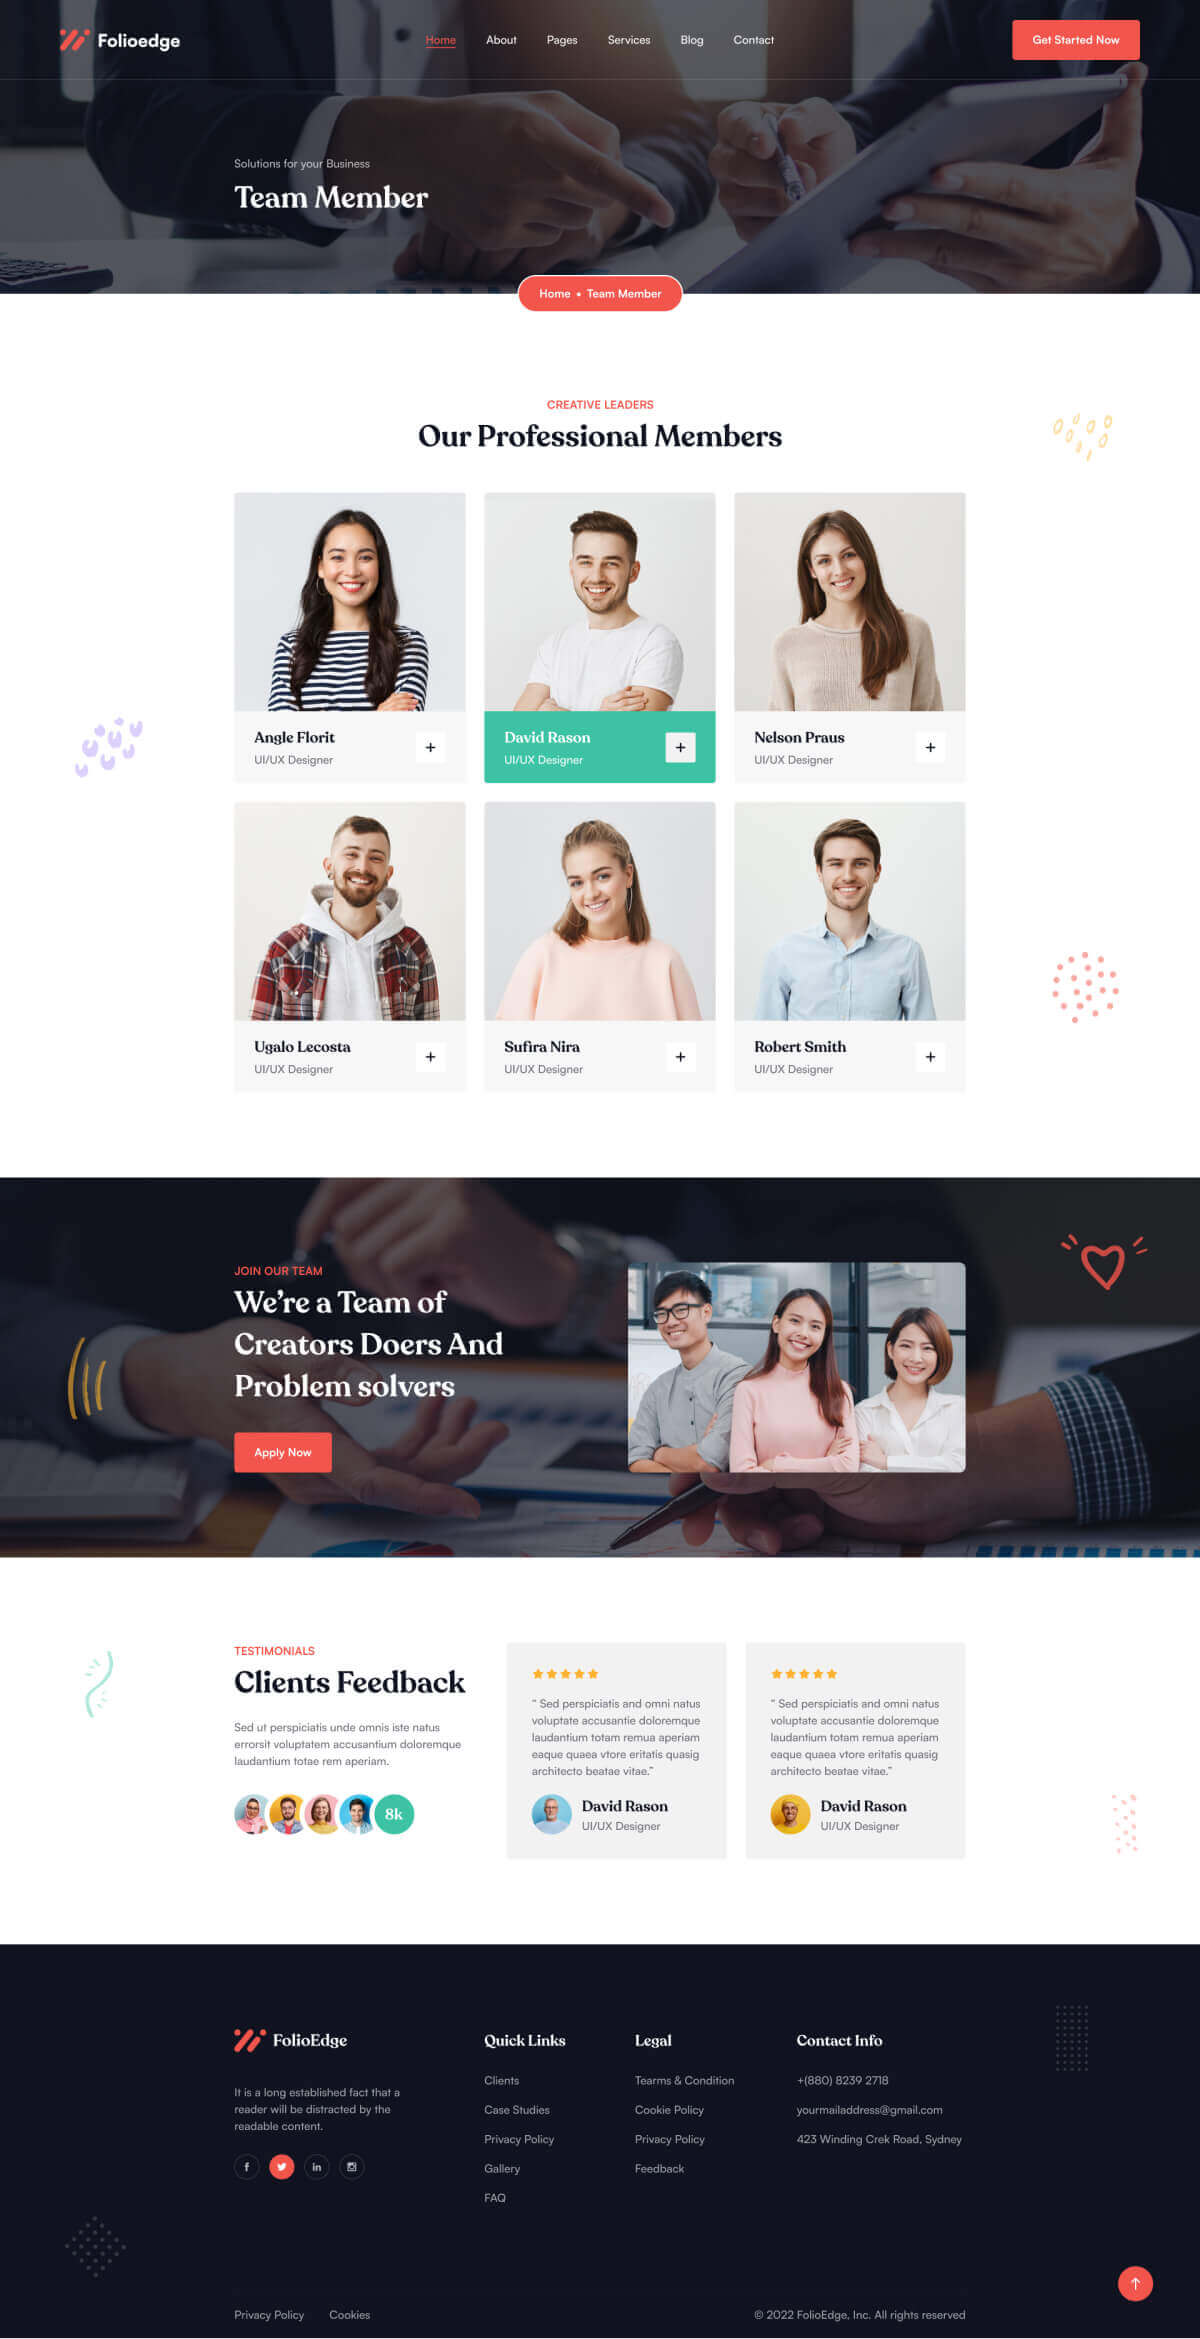 Folioedge
Home About Pages Services Blog Contact
Get Started Now
Solutions for your Business
Team Member
Home • Team Member
CREATIVE LEADERS
Our Professional Members
Angle Florit
UI/UX Designer
+
David Rason
UI/UX Designer
+
Nelson Praus
UI/UX Designer
+
Ugalo Lecosta
UI/UX Designer
+
Sufira Nira
UI/UX Designer
+
Robert Smith
UI/UX Designer
+
JOIN OUR TEAM
We're a Team of
Creators Doers And
Problem solvers
Apply Now
TESTIMONIALS
Clients Feedback
Sed ut perspiciatis unde omnis iste natus
errorsit voluptatem accusantium doloremque
laudantium totae rem aperiam.
8k
" Sed perspiciatis and omni natus
voluptate accusantie doloremque
laudantium totam remua aperiam
eaque quaea vtore eritatis quasig
architecto beatae vitae."
David Rason
UI/UX Designer
" Sed perspiciatis and omni natus
voluptate accusantie doloremque
laudantium totam remua aperiam
eaque quaea vtore eritatis quasig
architecto beatae vitae."
David Rason
UI/UX Designer
FolioEdge
It is a long established fact that a
reader will be distracted by the
readable content.
Quick Links
Clients
Case Studies
Privacy Policy
Gallery
FAQ
Legal
Tearms & Condition
Cookie Policy
Privacy Policy
Feedback
Contact Info
+(880) 8239 2718
yourmailaddress@gmail.com
423 Winding Crek Road, Sydney
Privacy Policy Cookies
© 2022 FolioEdge, Inc. All rights reserved